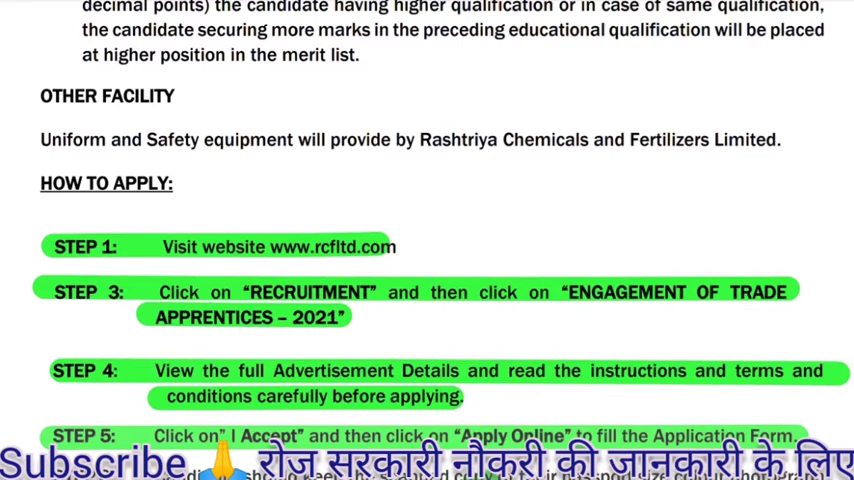 decimal points) the candidate having higher qualification or in case of same qualification,
the candidate securing more marks in the preceding educational qualification will be placed
at higher position in the merit list.
OTHER FACILITY
Uniform and Safety equipment will provide by Rashtriya Chemicals and Fertilizers Limited.
HOW TO APPLY:
STEP 1: Visit website www.rcfltd.com
STEP 3: Click on “RECRUITMENT” and then click on “ENGAGEMENT OF TRADE
APPRENTICES – 2021”
STEP 4: View the full Advertisement Details and read the instructions and terms and
conditions carefully before applying.
STEP 5: Click on” I Accept” and then click on “Apply Online” to fill the Application Form.
Subscribe 🙏 रोज सरकारी नौकरी की जानकारी के लिए